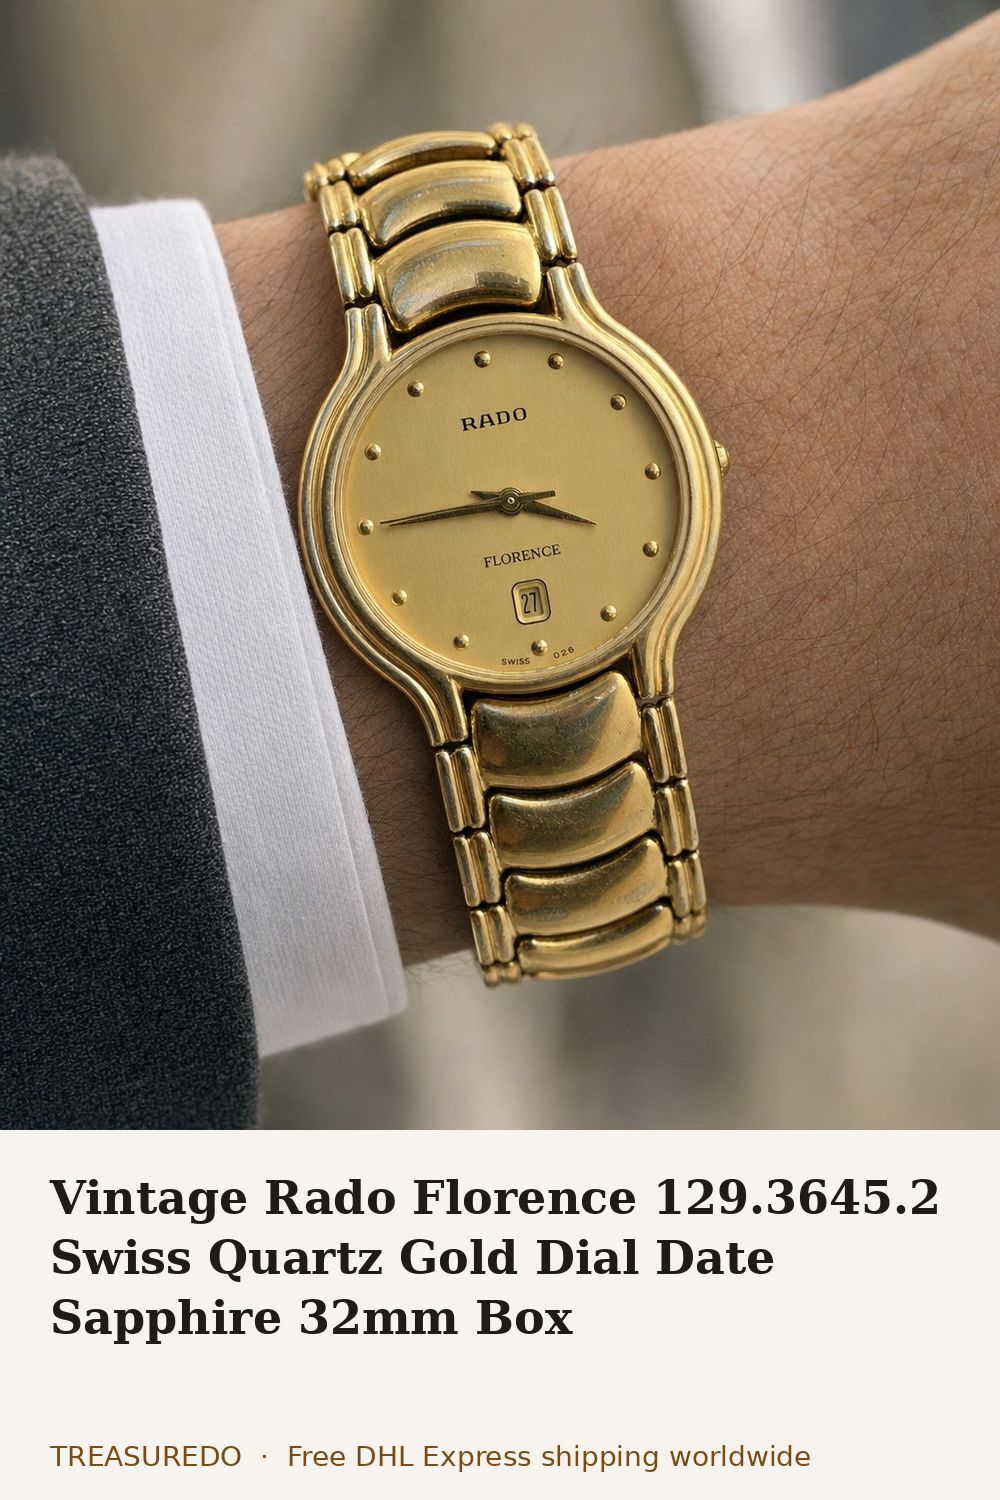 RADO
FLORENCE
27
SWISS 026
Vintage Rado Florence 129.3645.2
Swiss Quartz Gold Dial Date
Sapphire 32mm Box
TREASUREDO · Free DHL Express shipping worldwide